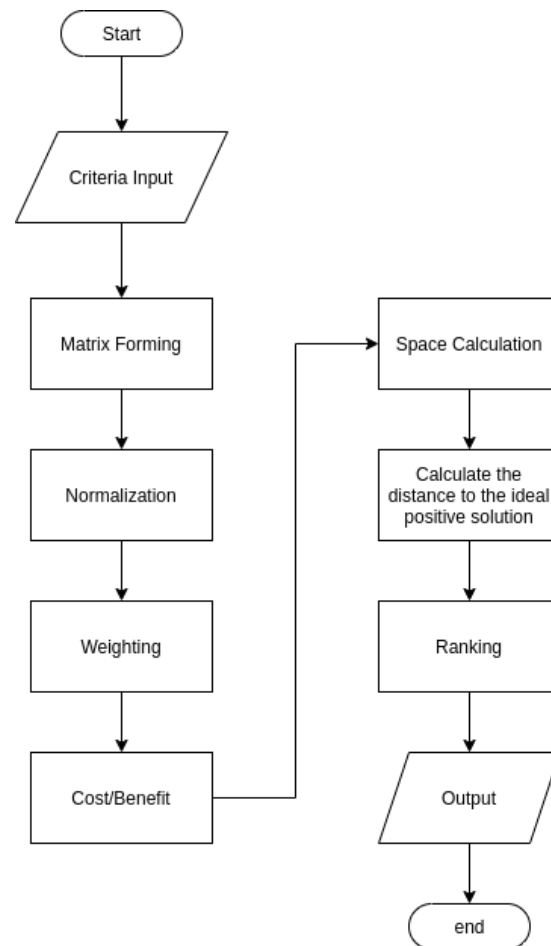 Start
Criteria Input
Matrix Forming
Normalization
Weighting
Cost/Benefit
Space Calculation
Calculate the
distance to the ideal
positive solution
Ranking
Output
end